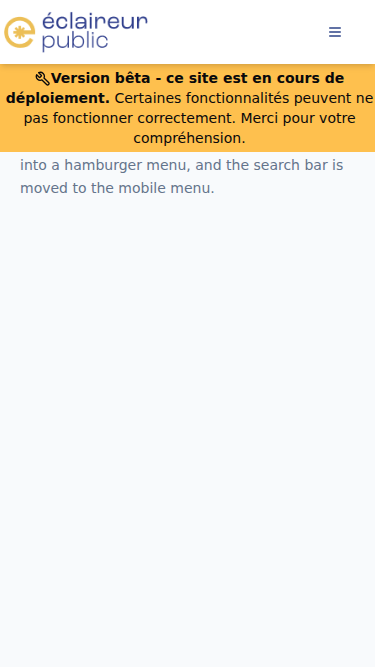 éclaireur
public
Version bêta - ce site est en cours de
déploiement. Certaines fonctionnalités peuvent ne
pas fonctionner correctement. Merci pour votre
compréhension.
into a hamburger menu, and the search bar is
moved to the mobile menu.